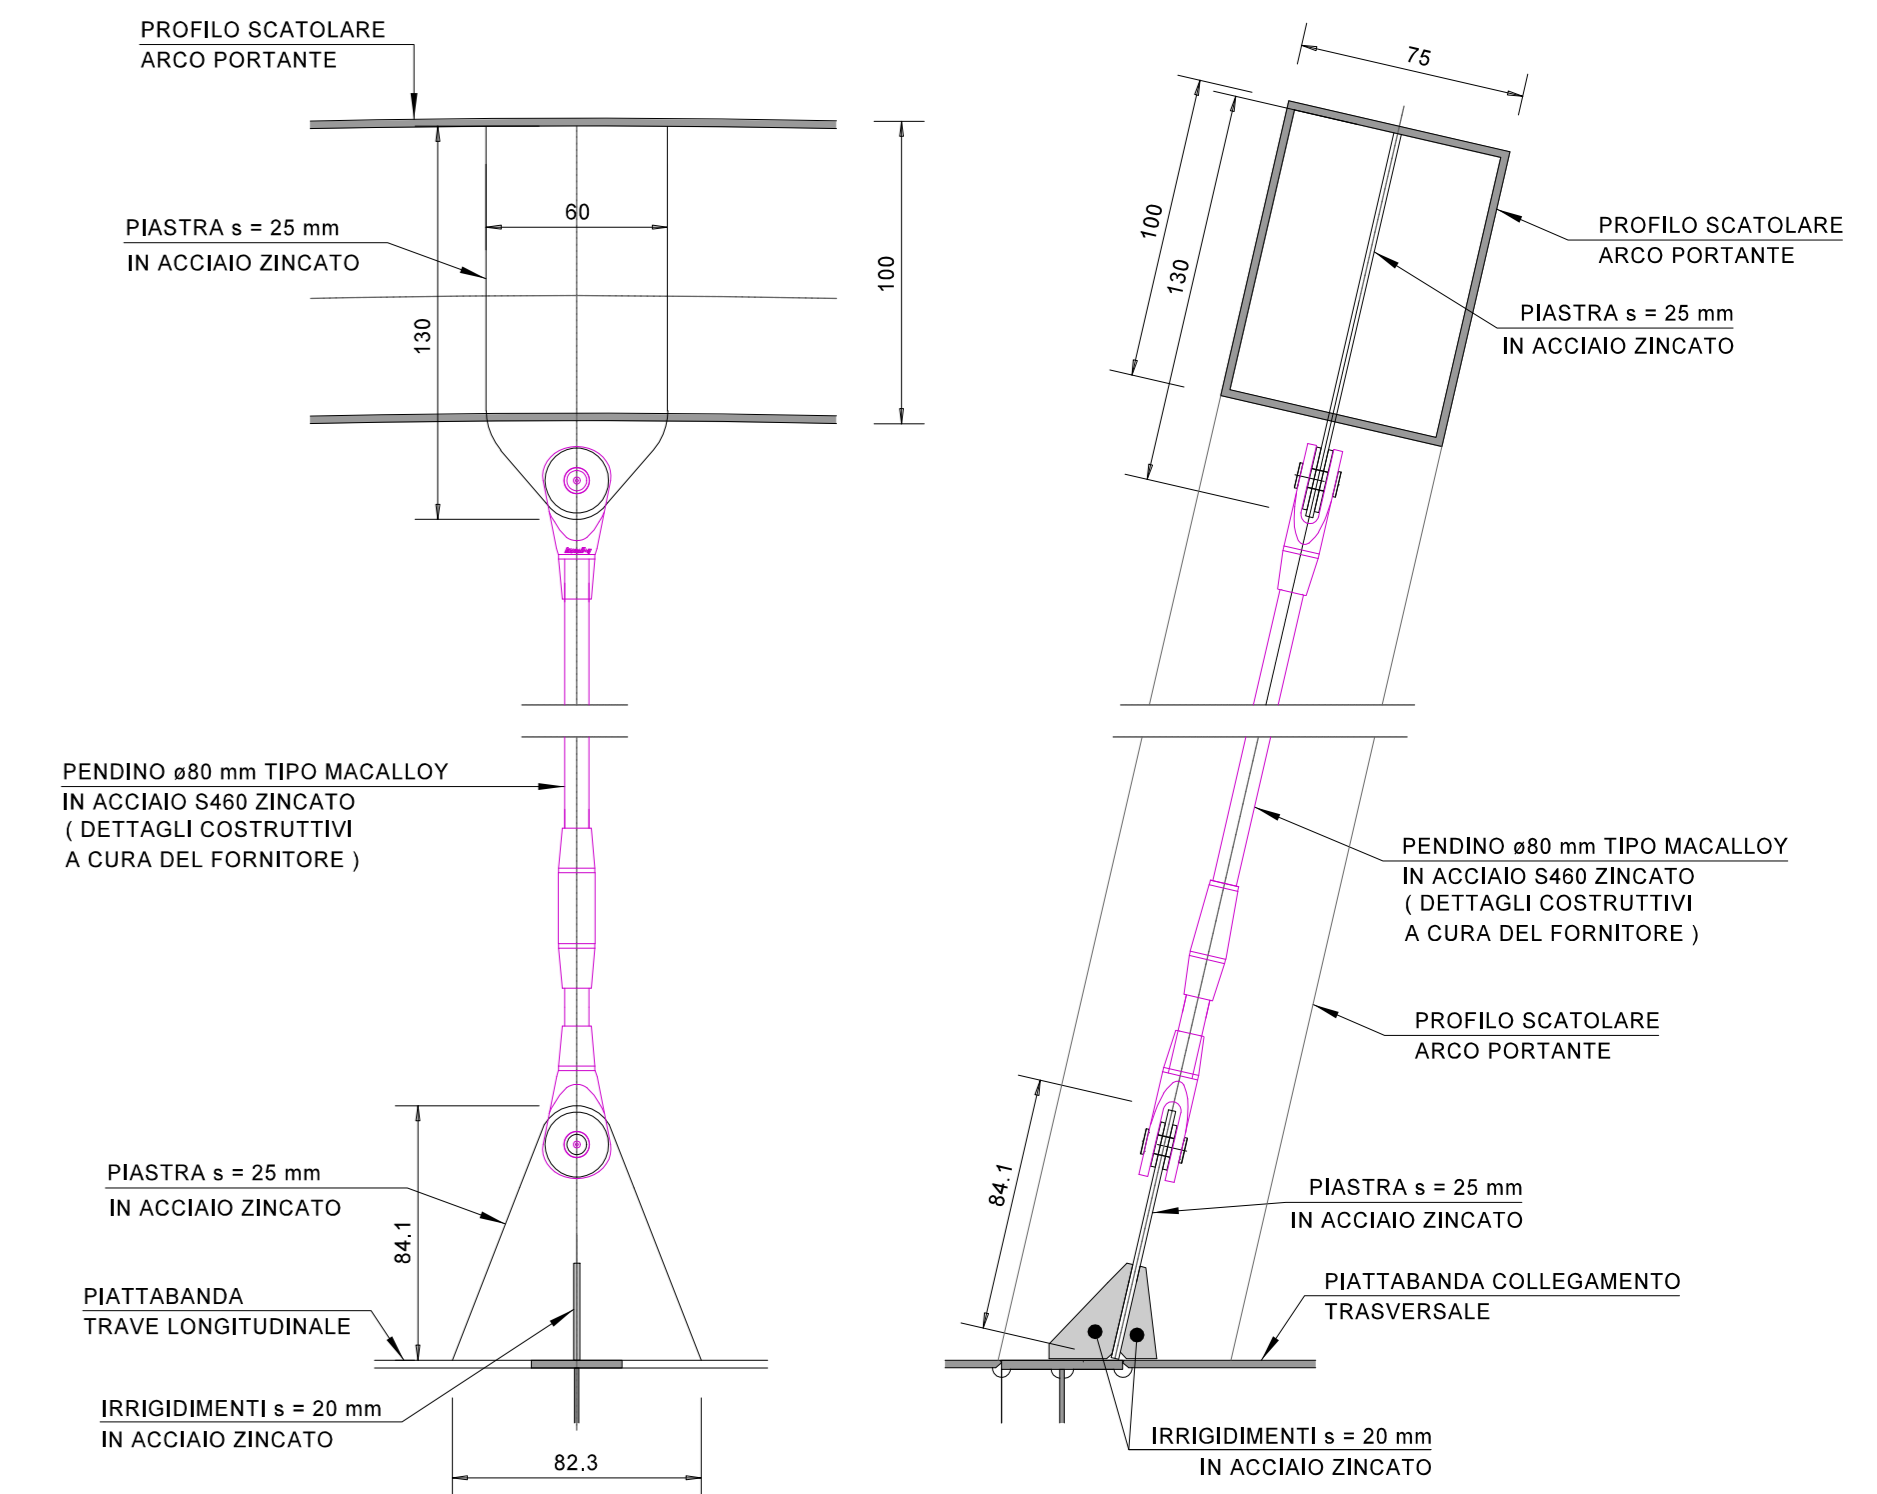 PROFILO SCATOLARE
ARCO PORTANTE
PIASTRA s = 25 mm
IN ACCIAIO ZINCATO
60
130
100
PENDINO ø80 mm TIPO MACALLOY
IN ACCIAIO S460 ZINCATO
( DETTAGLI COSTRUTTIVI
A CURA DEL FORNITORE )
PIASTRA s = 25 mm
IN ACCIAIO ZINCATO
84.1
PIATTABANDA
TRAVE LONGITUDINALE
IRRIGIDIMENTI s = 20 mm
IN ACCIAIO ZINCATO
82.3
75
100
130
PROFILO SCATOLARE
ARCO PORTANTE
PIASTRA s = 25 mm
IN ACCIAIO ZINCATO
PENDINO ø80 mm TIPO MACALLOY
IN ACCIAIO S460 ZINCATO
( DETTAGLI COSTRUTTIVI
A CURA DEL FORNITORE )
PROFILO SCATOLARE
ARCO PORTANTE
84.1
PIASTRA s = 25 mm
IN ACCIAIO ZINCATO
PIATTABANDA COLLEGAMENTO
TRASVERSALE
IRRIGIDIMENTI s = 20 mm
IN ACCIAIO ZINCATO